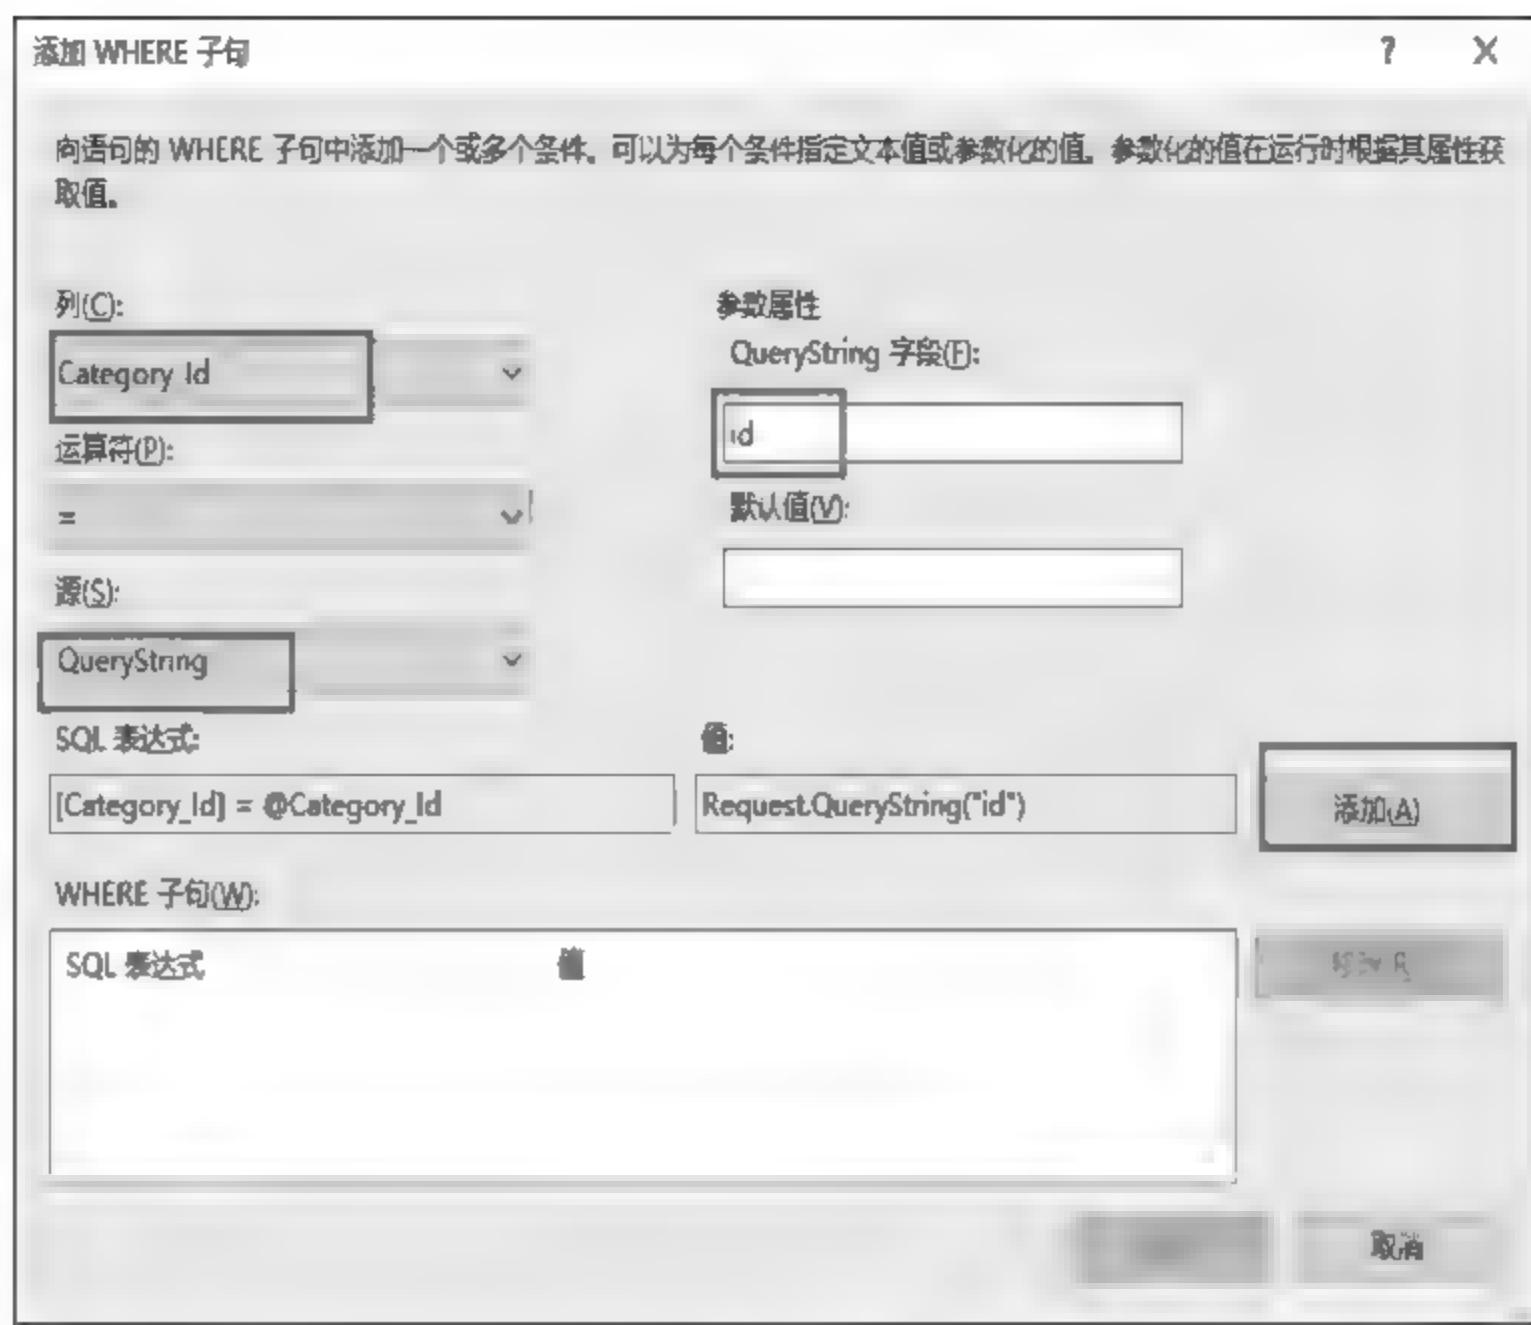 添加 WHERE 子句
? X
向语句的 WHERE 子句中添加一个或多个条件。可以为每个条件指定文本值或参数化的值。参数化的值在运行时根据其属性获
取值。
列(C):
Category_Id
运算符(P):
=
源(S):
QueryString
参数属性
QueryString 字段(F):
id
默认值(V):
SQL 表达式:
[Category_Id] = @Category_Id
值:
Request.QueryString("id")
添加(A)
WHERE 子句(W):
SQL 表达式 值
取消